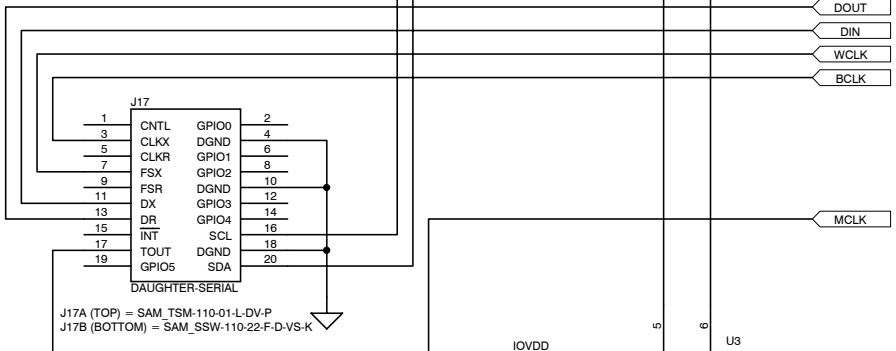 DOUT
DIN
WCLK
BCLK
J17
1 CNTL GPIO0 2
3 CLKX DGND 4
5 CLKR GPIO1 6
7 FSX GPIO2 8
9 FSR DGND 10
11 DX GPIO3 12
13 DR GPIO4 14
15 INT SCL 16
17 TOUT DGND 18
19 GPIO5 SDA 20
DAUGHTER-SERIAL
MCLK
J17A (TOP) = SAM_TSM-110-01-L-DV-P
J17B (BOTTOM) = SAM_SSW-110-22-F-D-VS-K
5
6
U3
IOVDD